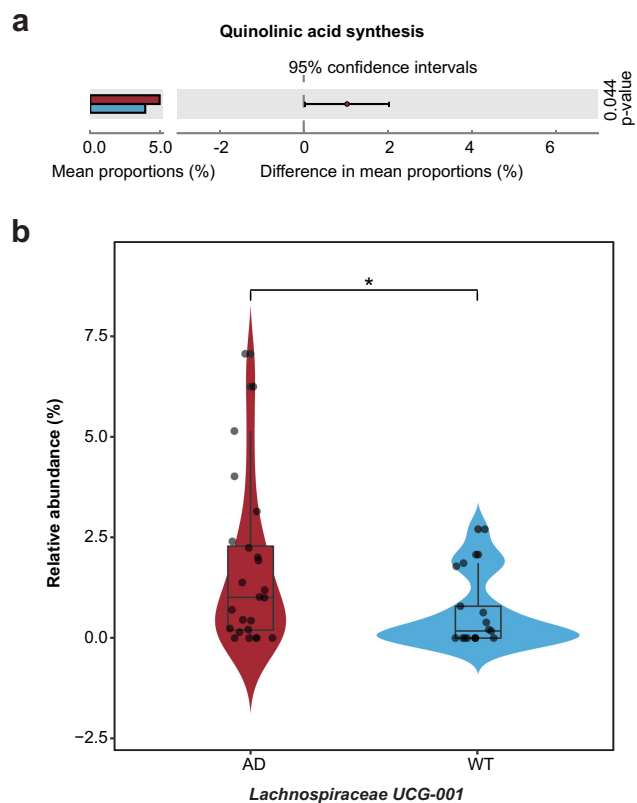 a
Quinolinic acid synthesis
95% confidence intervals
0.044
p-value
0.0 5.0 -2 0 2 4 6
Mean proportions (%) Difference in mean proportions (%)
b
*
7.5
5.0
2.5
0.0
−2.5
Relative abundance (%)
AD WT
Lachnospiraceae UCG-001